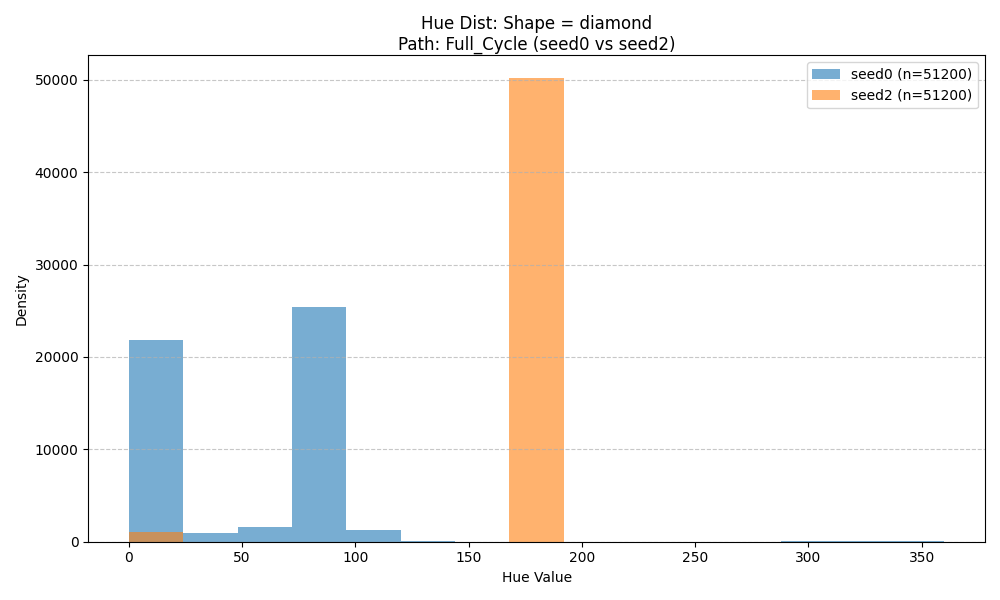 Hue Dist: Shape = diamond
Path: Full_Cycle (seed0 vs seed2)
seed0 (n=51200)
seed2 (n=51200)
Density
50000
40000
30000
20000
10000
0
0 50 100 150 200 250 300 350
Hue Value